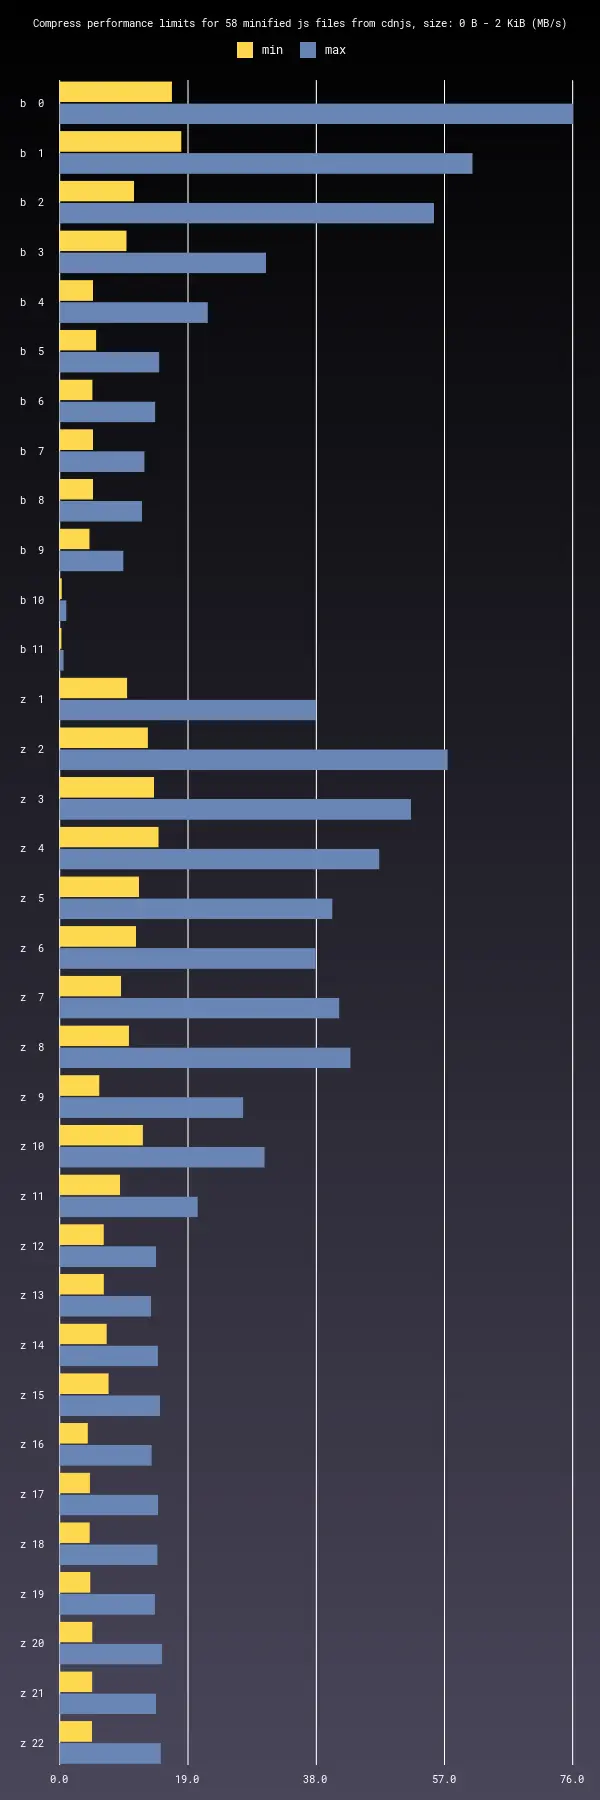 Compress performance limits for 58 minified js files from cdnjs, size: 0 B - 2 KiB (MB/s)
min max
b 0
b 1
b 2
b 3
b 4
b 5
b 6
b 7
b 8
b 9
b 10
b 11
z 1
z 2
z 3
z 4
z 5
z 6
z 7
z 8
z 9
z 10
z 11
z 12
z 13
z 14
z 15
z 16
z 17
z 18
z 19
z 20
z 21
z 22
0.0 19.0 38.0 57.0 76.0